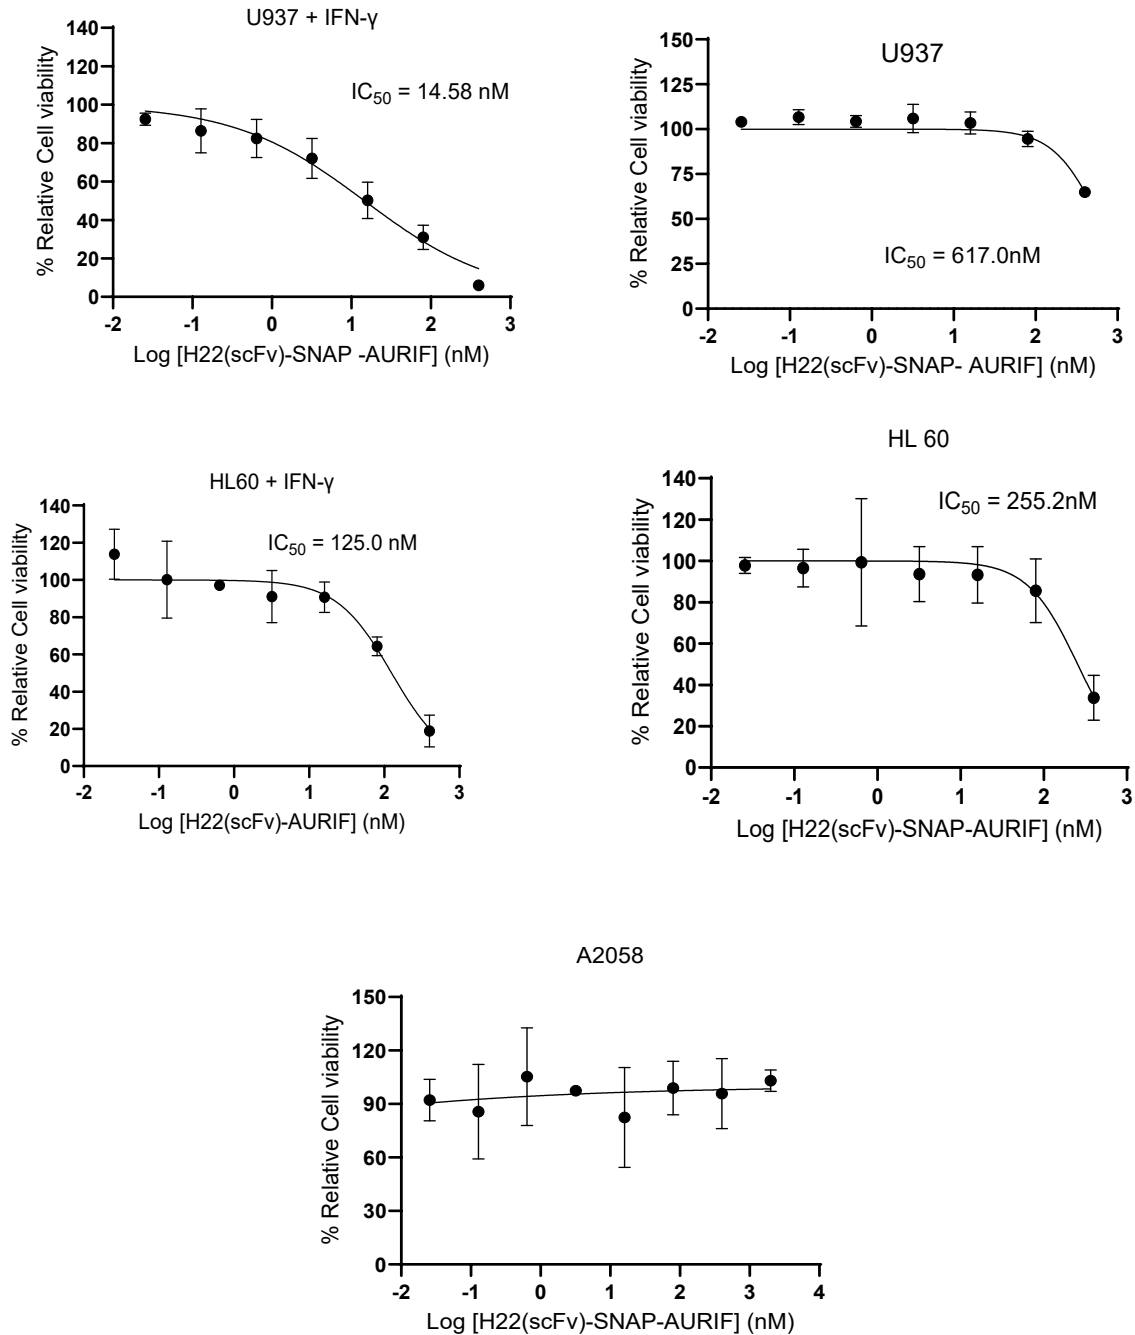 U937 + IFN-γ
140
120
100
80
60
40
20
0
% Relative Cell viability
IC50 = 14.58 nM
-2 -1 0 1 2 3
Log [H22(scFv)-SNAP -AURIF] (nM)
U937
150
125
100
75
50
25
0
% Relative Cell viability
IC50 = 617.0nM
-2 -1 0 1 2 3
Log [H22(scFv)-SNAP- AURIF] (nM)
HL60 + IFN-γ
140
120
100
80
60
40
20
0
% Relative Cell viability
IC50 = 125.0 nM
-2 -1 0 1 2 3
Log [H22(scFv)-AURIF] (nM)
HL 60
140
120
100
80
60
40
20
0
% Relative Cell viability
IC50 = 255.2nM
-2 -1 0 1 2 3
Log [H22(scFv)-SNAP-AURIF] (nM)
A2058
150
120
90
60
30
0
% Relative Cell viability
-2 -1 0 1 2 3 4
Log [H22(scFv)-SNAP-AURIF] (nM)